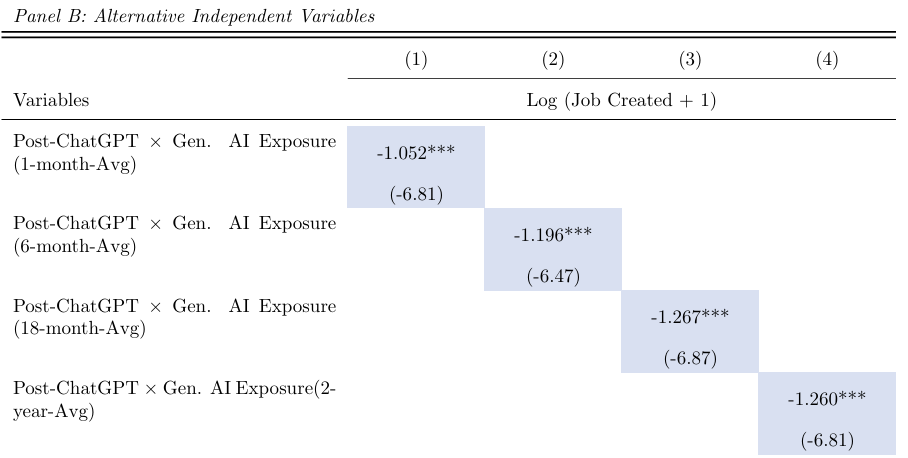 Panel B: Alternative Independent Variables
(1) (2) (3) (4)
Variables Log (Job Created + 1)
Post-ChatGPT × Gen. AI Exposure
(1-month-Avg)
-1.052***
(-6.81)
Post-ChatGPT × Gen. AI Exposure
(6-month-Avg)
-1.196***
(-6.47)
Post-ChatGPT × Gen. AI Exposure
(18-month-Avg)
-1.267***
(-6.87)
Post-ChatGPT × Gen. AI Exposure(2-
year-Avg)
-1.260***
(-6.81)